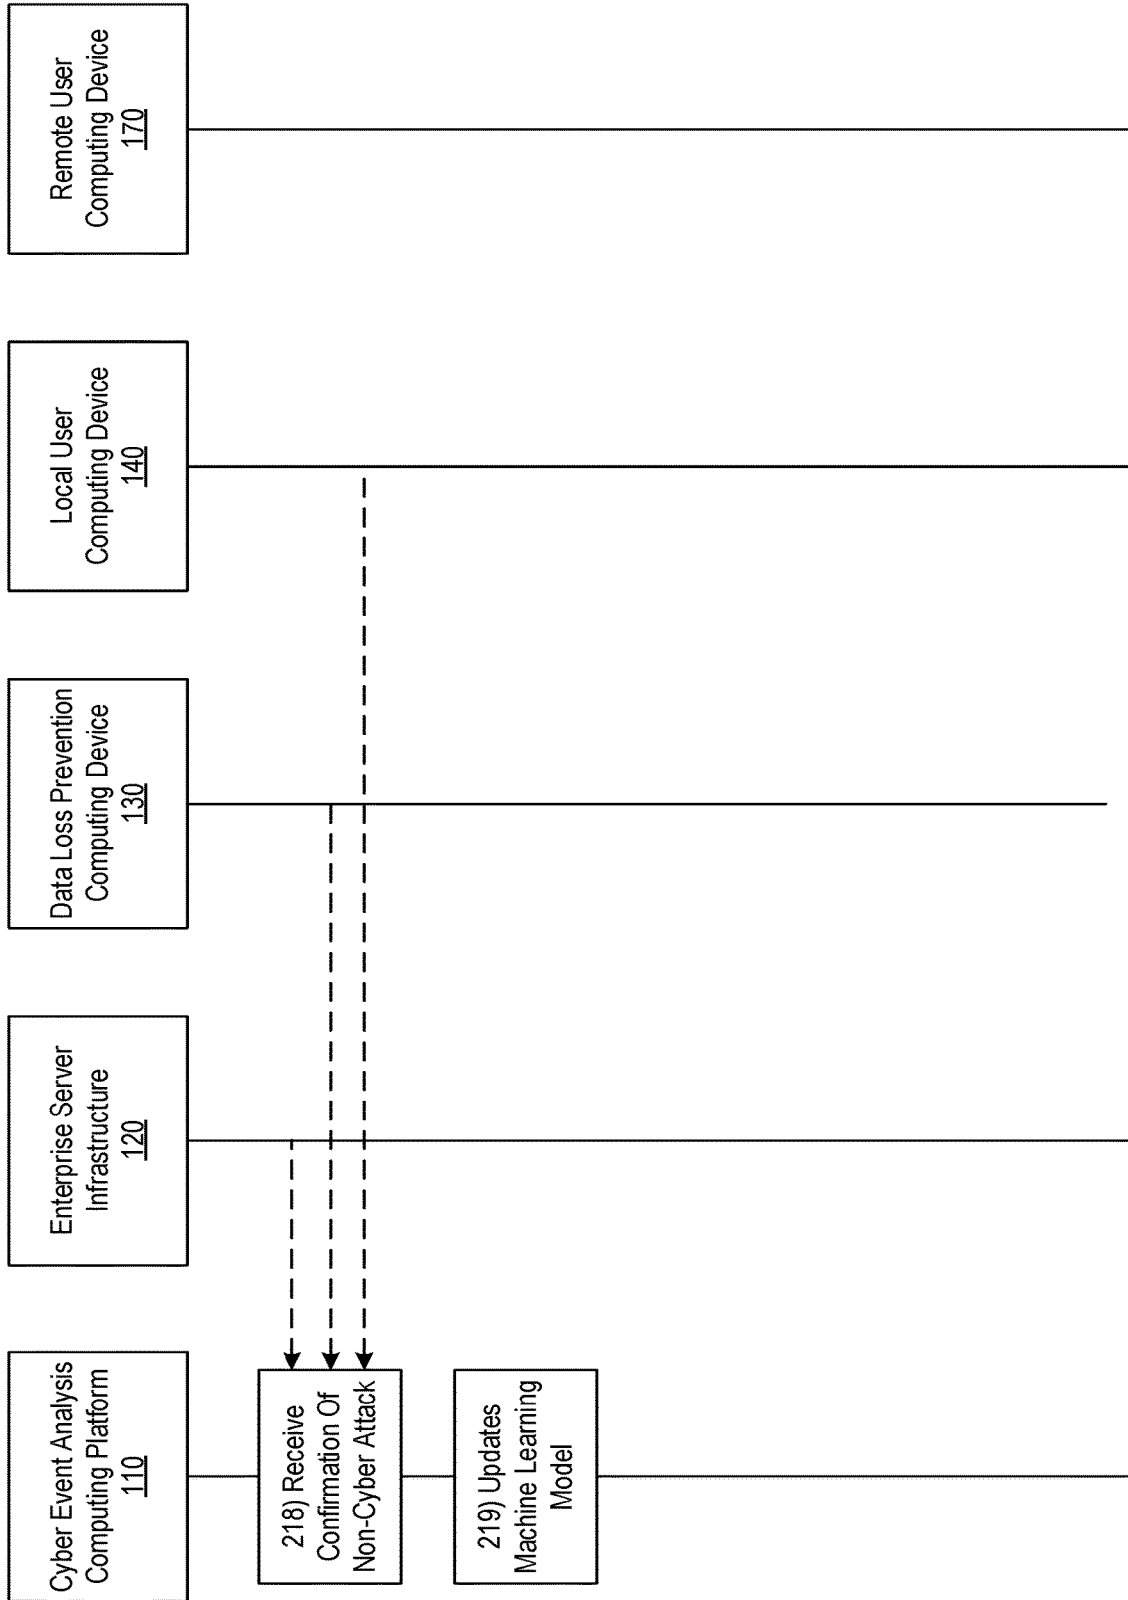 Cyber Event Analysis
Computing Platform
110
Enterprise Server
Infrastructure
120
Data Loss Prevention
Computing Device
130
Local User
Computing Device
140
Remote User
Computing Device
170
218) Receive
Confirmation Of
Non-Cyber Attack
219) Updates
Machine Learning
Model